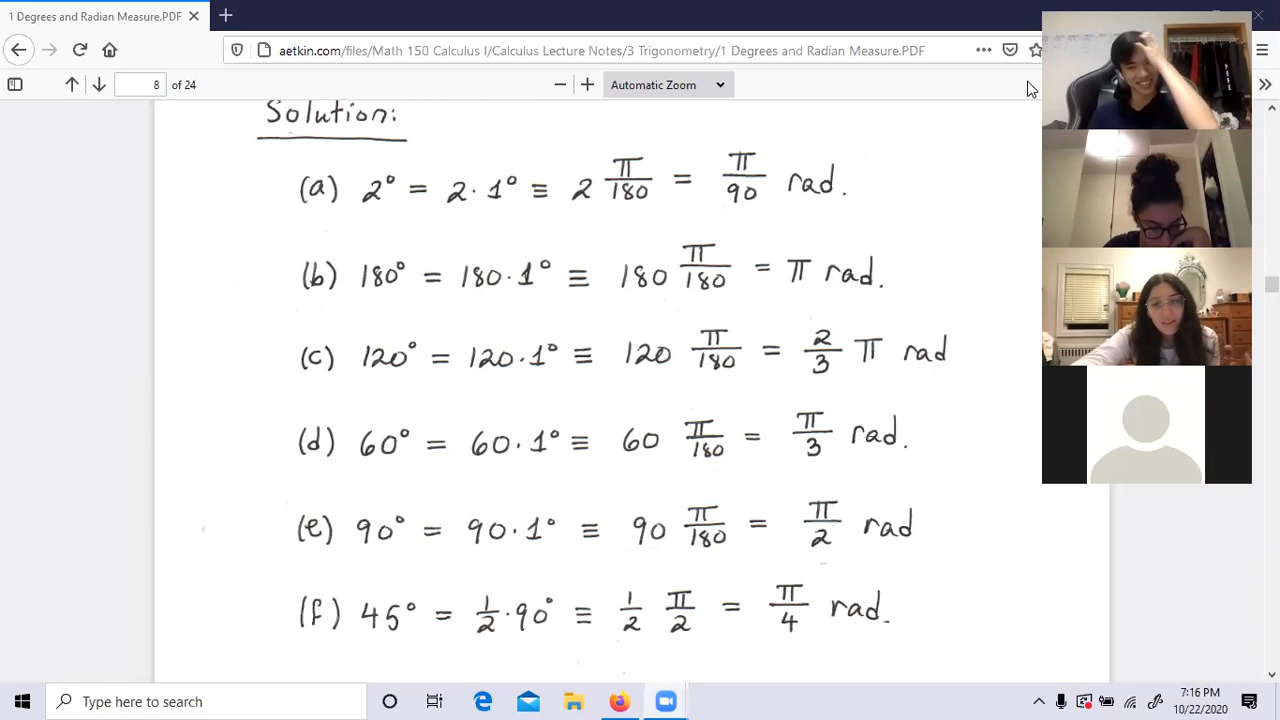 1 Degrees and Radian Measure.PDF
aetkin.com/files/Math 150 Calculus I/Calculus Lecture Notes/3 Trigonometry/1 Degrees and Radian Measure.PDF
8 of 24
Automatic Zoom
Solution:
(a) 2° = 2·1° ≡ 2 π/180 = π/90 rad.
(b) 180° = 180·1° ≡ 180 π/180 = π rad.
(c) 120° = 120·1° ≡ 120 π/180 = 2/3 π rad
(d) 60° = 60·1° ≡ 60 π/180 = π/3 rad.
(e) 90° = 90·1° ≡ 90 π/180 = π/2 rad
(f) 45° = 1/2·90° ≡ 1/2 π/2 = π/4 rad.
Type here to search
7:16 PM
10/22/2020